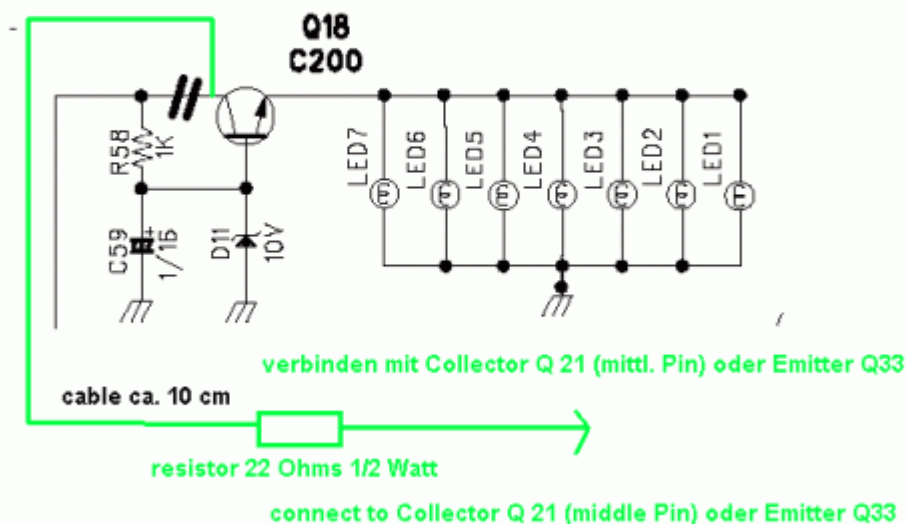 Q18
C200
R58
1K
C59
1/16
D11
10V
LED7
LED6
LED5
LED4
LED3
LED2
LED1
verbinden mit Collector Q 21 (mittl. Pin) oder Emitter Q33
cable ca. 10 cm
resistor 22 Ohms 1/2 Watt
connect to Collector Q 21 (middle Pin) oder Emitter Q33